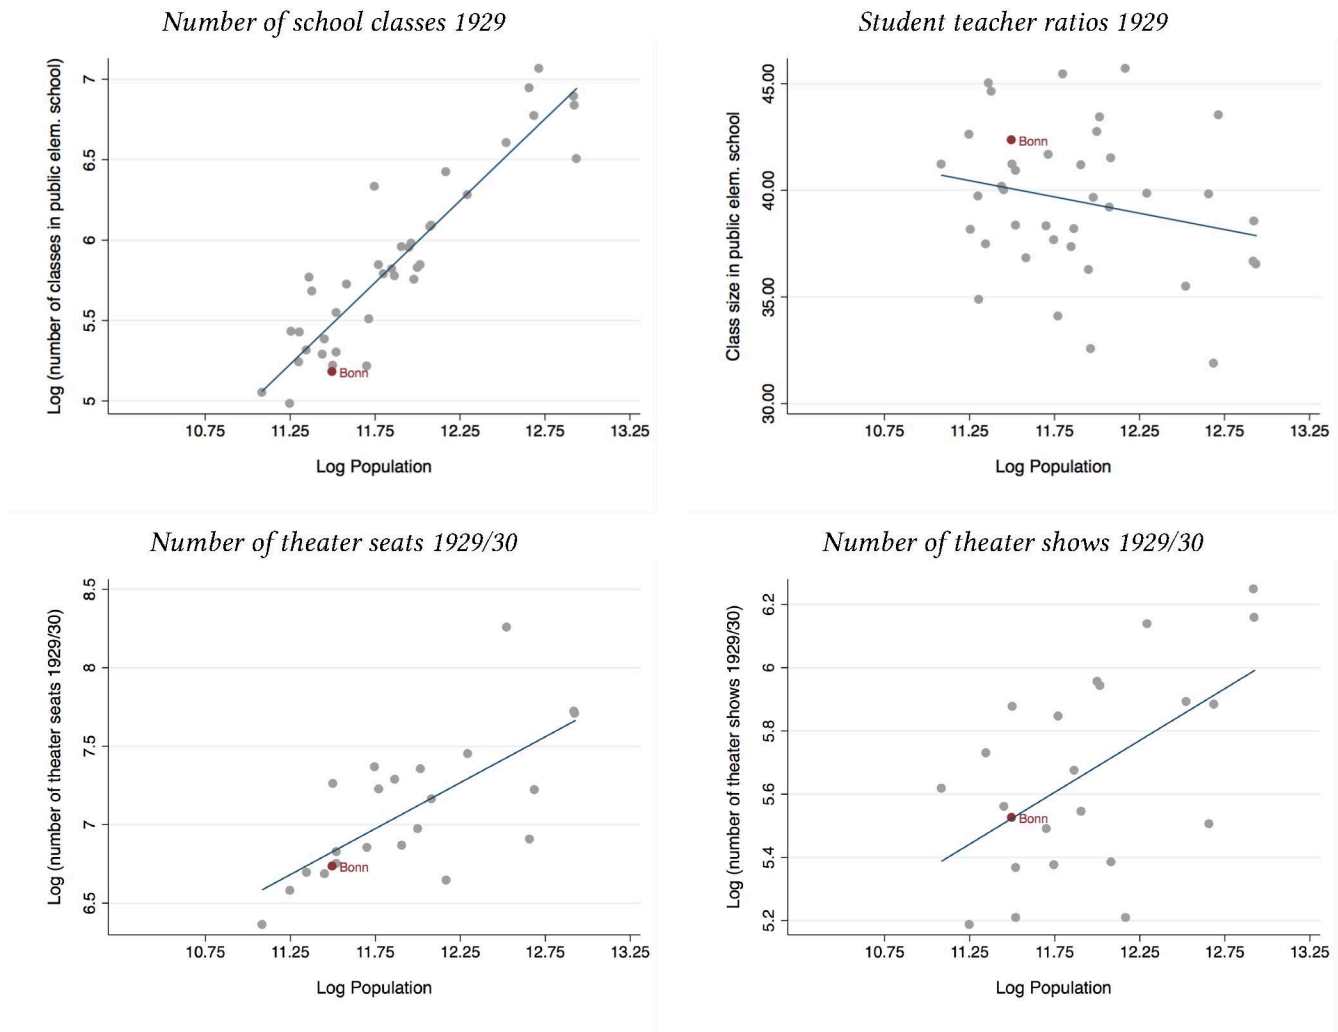 Number of school classes 1929
Log (number of classes in public elem. school)
7
6.5
6
5.5
5
Bonn
10.75 11.25 11.75 12.25 12.75 13.25
Log Population
Student teacher ratios 1929
Class size in public elem. school
45.00
40.00
35.00
30.00
Bonn
10.75 11.25 11.75 12.25 12.75 13.25
Log Population
Number of theater seats 1929/30
Log (number of theater seats 1929/30)
8.5
8
7.5
7
6.5
Bonn
10.75 11.25 11.75 12.25 12.75 13.25
Log Population
Number of theater shows 1929/30
Log (number of theater shows 1929/30)
6.2
6
5.8
5.6
5.4
5.2
Bonn
10.75 11.25 11.75 12.25 12.75 13.25
Log Population